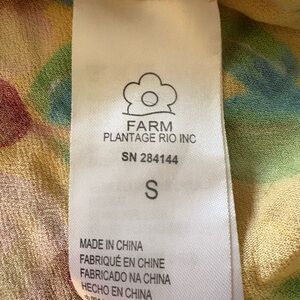 FARM
PLANTAGE RIO INC
SN 284144
S
MADE IN CHINA
FABRIQUÉ EN CHINE
FABRICADO NA CHINA
HECHO EN CHINA